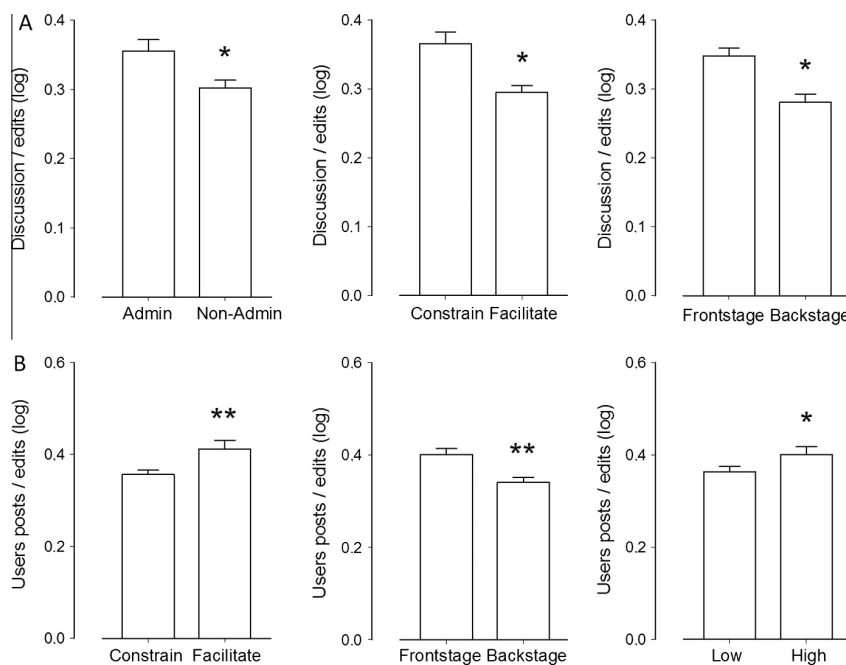 A
Discussion / edits (log)
0.4
0.3
0.2
0.1
0.0
*
Admin Non-Admin
Discussion / edits (log)
0.4
0.3
0.2
0.1
0.0
*
Constrain Facilitate
Discussion / edits (log)
0.4
0.3
0.2
0.1
0.0
*
Frontstage Backstage
B
Users posts / edits (log)
0.6
0.4
0.2
0.0
**
Constrain Facilitate
Users posts / edits (log)
0.6
0.4
0.2
0.0
**
Frontstage Backstage
Users posts / edits (log)
0.6
0.4
0.2
0.0
*
Low High